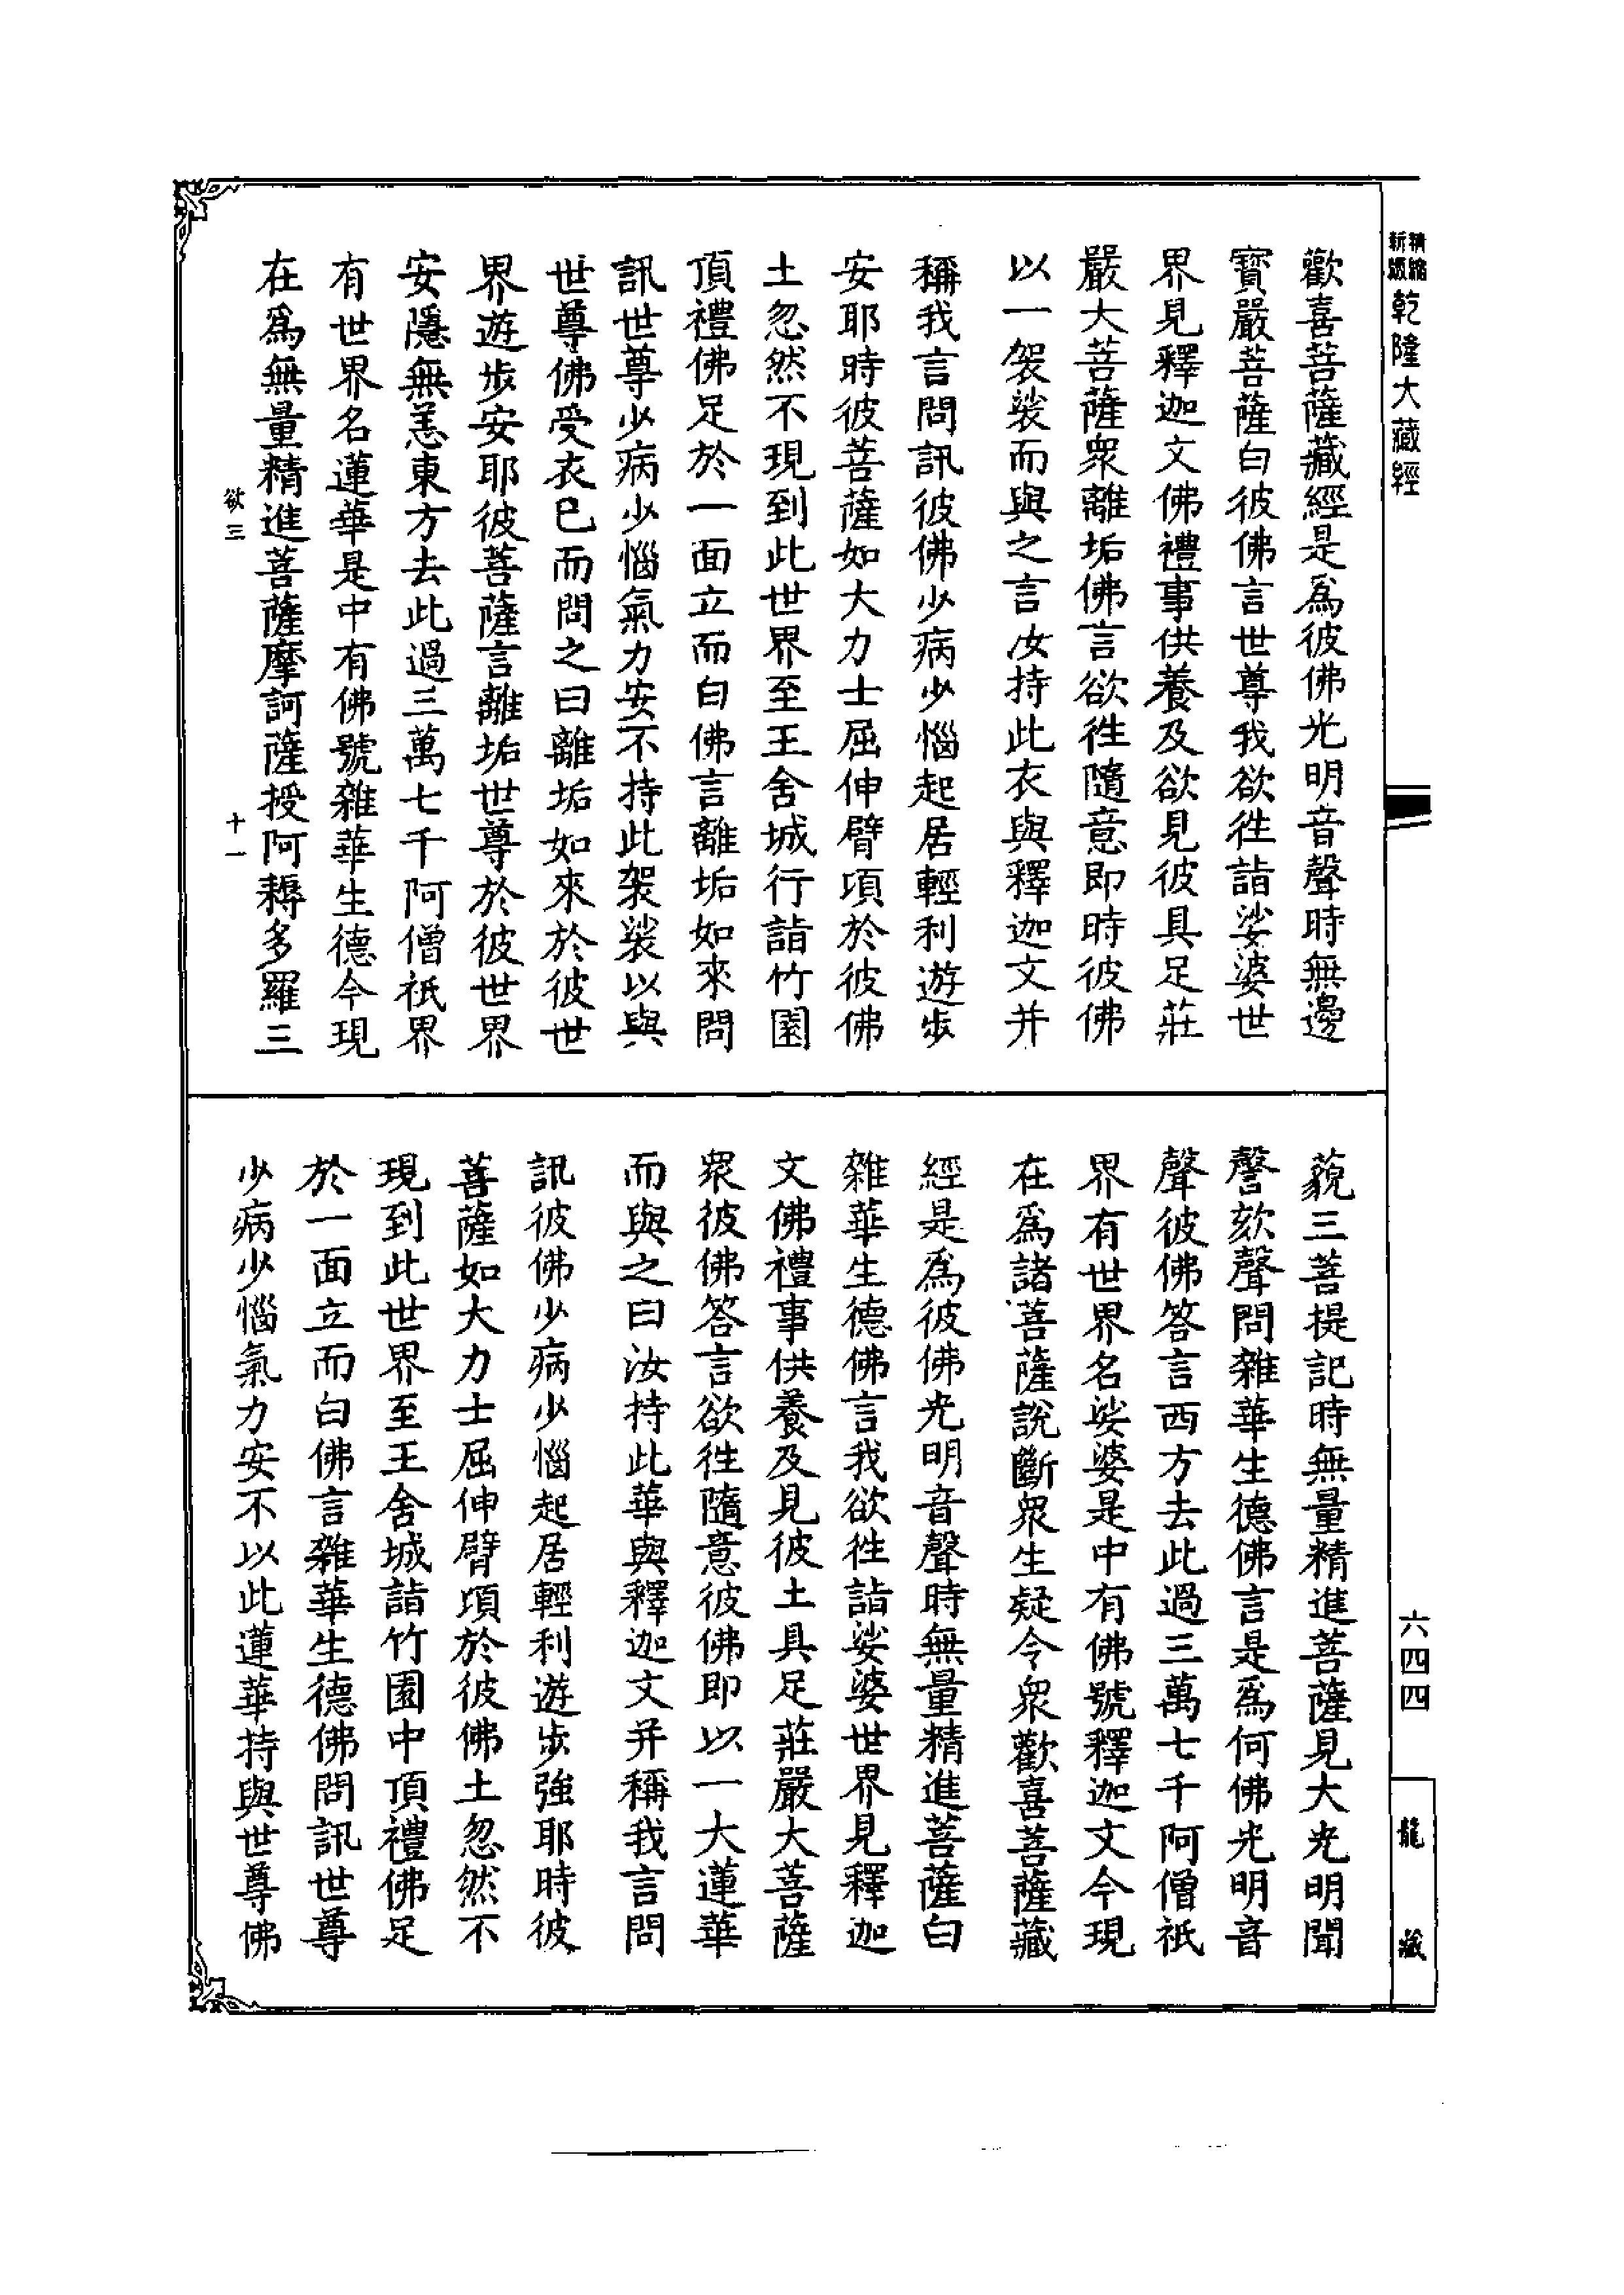 精縮
新版
乾隆大藏經
歡喜菩薩藏經是爲彼佛光明音聲時無邊
寶嚴菩薩白彼佛言世尊我欲徃詣娑婆世
界見釋迦文佛禮事供養及欲見彼具足莊
嚴大菩薩衆離垢佛言欲徃隨意即時彼佛
以一袈裟而與之言汝持此衣與釋迦文并
稱我言問訊彼佛少病少惱起居輕利遊步
安耶時彼菩薩如大力士屈伸臂頃於彼佛
土忽然不現到此世界至王舍城行詣竹園
頂禮佛足於一面立而白佛言離垢如來問
訊世尊少病少惱氣力安不持此袈裟以與
世尊佛受衣已而問之曰離垢如來於彼世
界遊步安耶彼菩薩言離垢世尊於彼世界
安隱無恙東方去此過三萬七千阿僧祇界
有世界名蓮華是中有佛號雜華生德今現
在爲無量精進菩薩摩訶薩授阿耨多羅三
欲三
十一
六四四
龍藏
藐三菩提記時無量精進菩薩見大光明聞
謦欬聲問雜華生德佛言是爲何佛光明音
聲彼佛答言西方去此過三萬七千阿僧祇
界有世界名娑婆是中有佛號釋迦文今現
在爲諸菩薩說斷衆生疑令衆歡喜菩薩藏
經是爲彼佛光明音聲時無量精進菩薩白
雜華生德佛言我欲徃詣娑婆世界見釋迦
文佛禮事供養及見彼土具足莊嚴大菩薩
衆彼佛答言欲徃隨意彼佛即以一大蓮華
而與之曰汝持此華與釋迦文并稱我言問
訊彼佛少病少惱起居輕利遊步強耶時彼
菩薩如大力士屈伸臂頃於彼佛土忽然不
現到此世界至王舍城詣竹園中頂禮佛足
於一面立而白佛言雜華生德佛問訊世尊
少病少惱氣力安不以此蓮華持與世尊佛